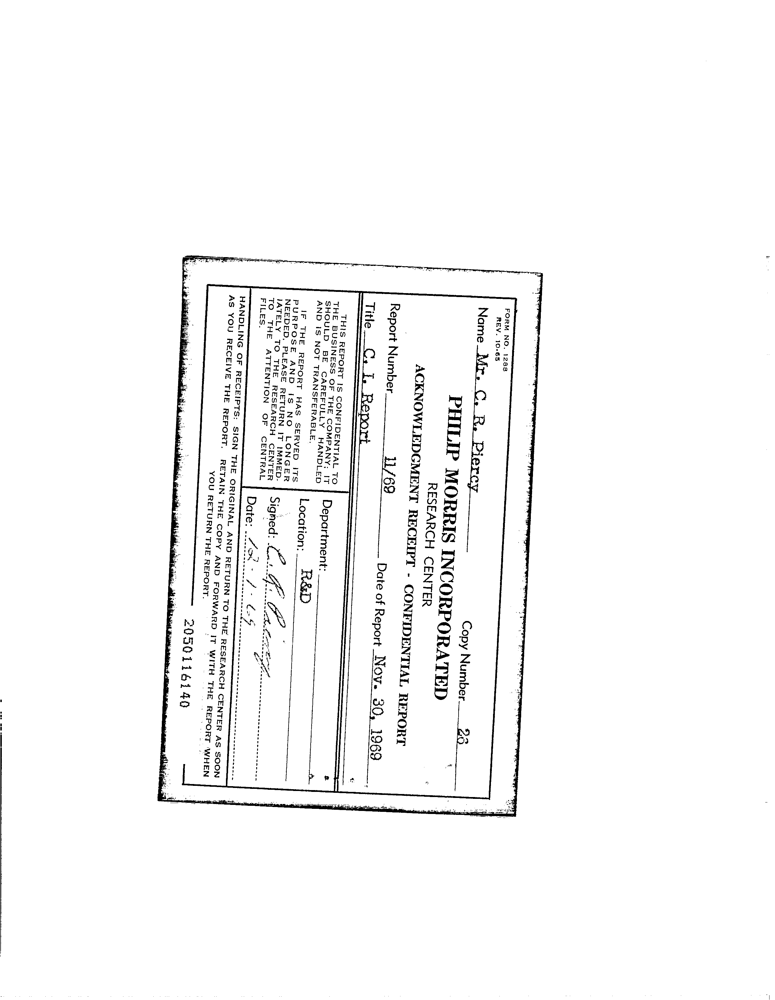 FORM NO. 1288
REV. 10-65
Name Mr. C. R. Piercy
Copy Number 26
PHILIP MORRIS INCORPORATED
RESEARCH CENTER
ACKNOWLEDGMENT RECEIPT - CONFIDENTIAL REPORT
Report Number 11/69
Date of Report Nov. 30, 1969
Title C. I. Report
THIS REPORT IS CONFIDENTIAL TO
THE BUSINESS OF THE COMPANY; IT
SHOULD BE CAREFULLY HANDLED
AND IS NOT TRANSFERABLE.
IF THE REPORT HAS SERVED ITS
PURPOSE AND IS NO LONGER
NEEDED, PLEASE RETURN IT IMMED-
IATELY TO THE RESEARCH CENTER
TO THE ATTENTION OF CENTRAL
FILES.
Department:
Location: R&D
Signed: C. R. Piercy
Date: 12-1-69
HANDLING OF RECEIPTS: SIGN THE ORIGINAL AND RETURN TO THE RESEARCH CENTER AS SOON
AS YOU RECEIVE THE REPORT. RETAIN THE COPY AND FORWARD IT WITH THE REPORT WHEN
YOU RETURN THE REPORT.
2050116140